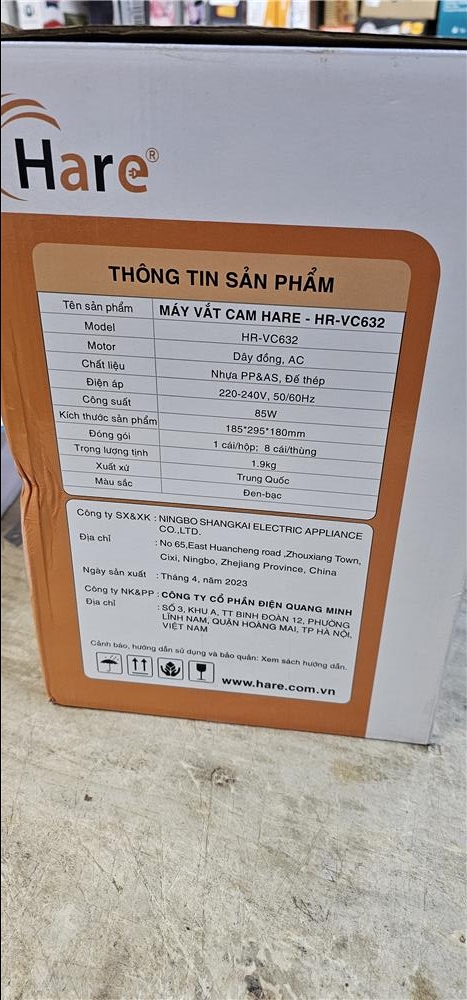 Hare®
THÔNG TIN SẢN PHẨM
Tên sản phẩm MÁY VẮT CAM HARE - HR-VC632
Model HR-VC632
Motor Dây đồng, AC
Chất liệu Nhựa PP&AS, Đế thép
Điện áp 220-240V, 50/60Hz
Công suất 85W
Kích thước sản phẩm 185*295*180mm
Đóng gói 1 cái/hộp; 8 cái/thùng
Trọng lượng tịnh 1.9kg
Xuất xứ Trung Quốc
Màu sắc Đen-bạc
Công ty SX&XK : NINGBO SHANGKAI ELECTRIC APPLIANCE
CO.,LTD.
Địa chỉ : No 65,East Huancheng road ,Zhouxiang Town,
Cixi, Ningbo, Zhejiang Province, China
Ngày sản xuất : Tháng 4, năm 2023
Công ty NK&PP : CÔNG TY CỔ PHẦN ĐIỆN QUANG MINH
Địa chỉ : SỐ 3, KHU A, TT BINH ĐOÀN 12, PHƯỜNG
LĨNH NAM, QUẬN HOÀNG MAI, TP HÀ NỘI,
VIỆT NAM
Cảnh báo, hướng dẫn sử dụng và bảo quản: Xem sách hướng dẫn.
www.hare.com.vn